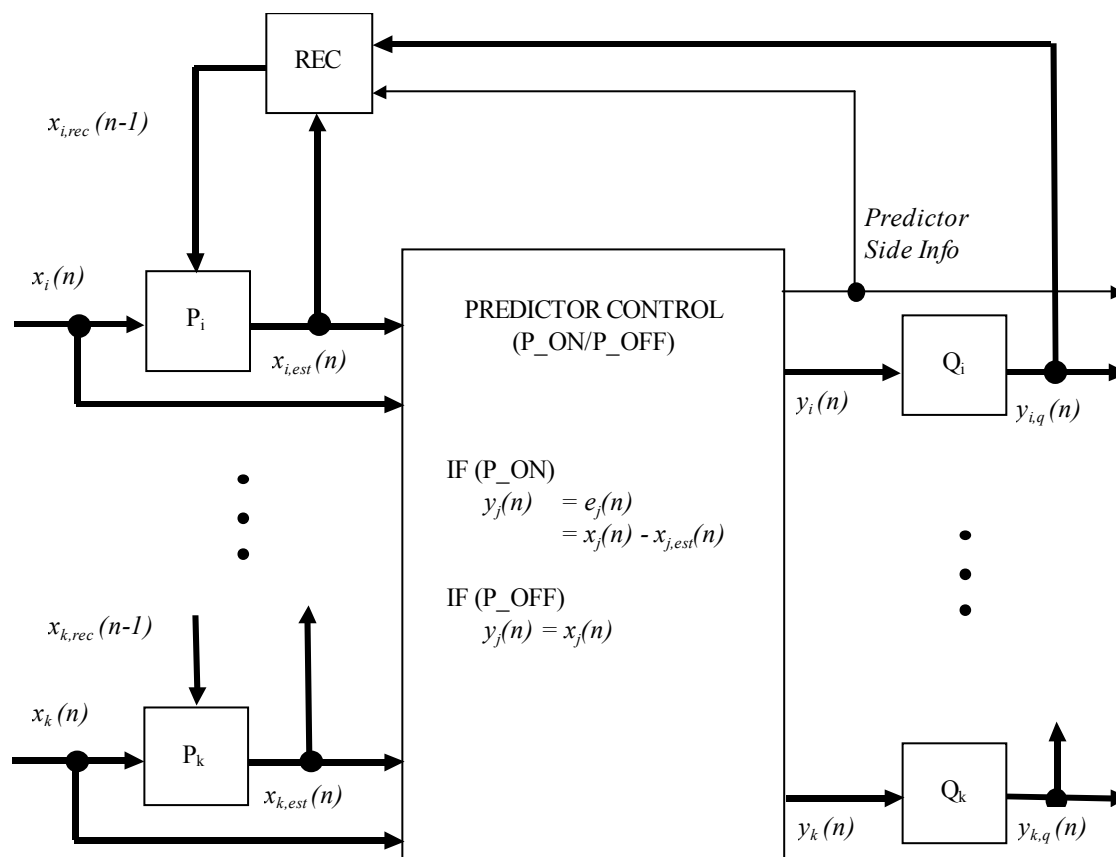 REC
x_{i,rec}(n-1)
Predictor
Side Info
x_i(n)
P_i
x_{i,est}(n)
PREDICTOR CONTROL
(P_ON/P_OFF)
Q_i
y_i(n)
y_{i,q}(n)
IF (P_ON)
y_j(n) = e_j(n)
= x_j(n) - x_{j,est}(n)
IF (P_OFF)
y_j(n) = x_j(n)
x_{k,rec}(n-1)
x_k(n)
P_k
x_{k,est}(n)
Q_k
y_k(n)
y_{k,q}(n)